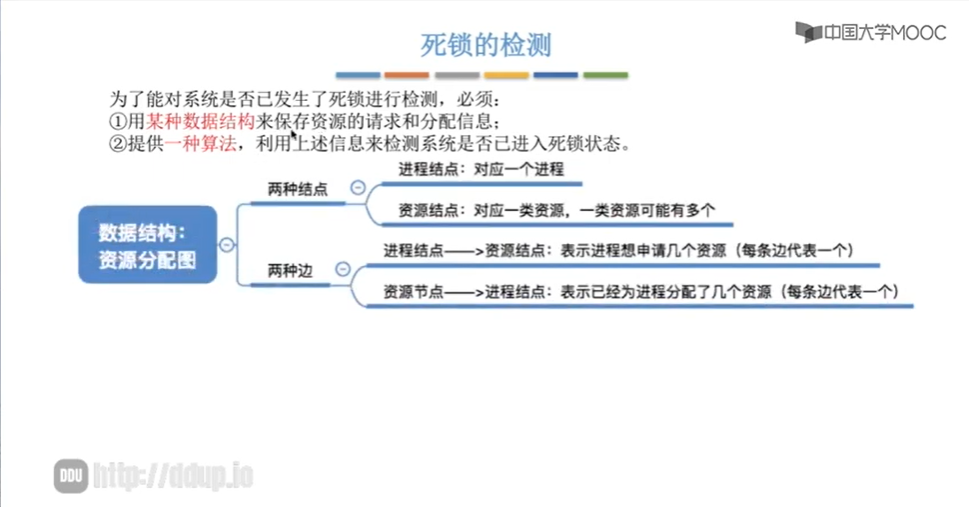 中国大学MOOC
死锁的检测
为了能对系统是否已发生了死锁进行检测，必须：
①用某种数据结构来保存资源的请求和分配信息；
②提供一种算法，利用上述信息来检测系统是否已进入死锁状态。
数据结构：
资源分配图
两种结点
进程结点：对应一个进程
资源结点：对应一类资源，一类资源可能有多个
两种边
进程结点——>资源结点：表示进程想申请几个资源（每条边代表一个）
资源节点——>进程结点：表示已经为进程分配了几个资源（每条边代表一个）
DDU http://ddup.io